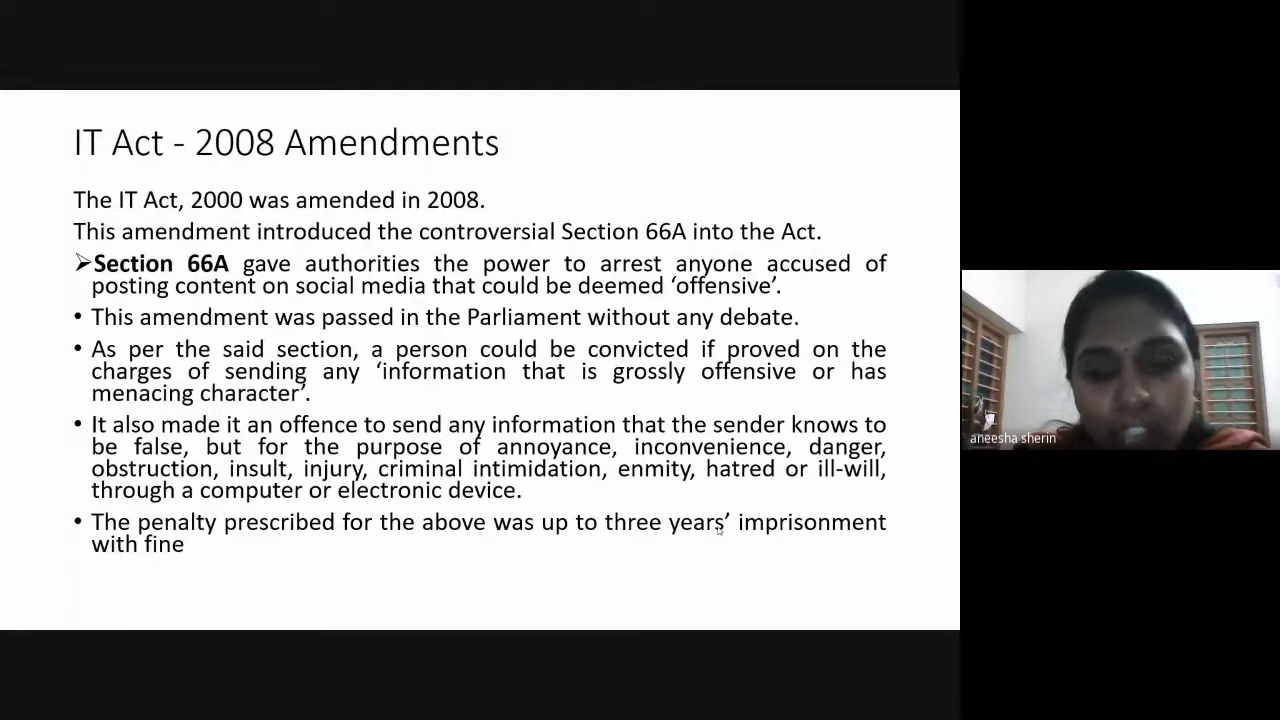 IT Act - 2008 Amendments
The IT Act, 2000 was amended in 2008.
This amendment introduced the controversial Section 66A into the Act.
➢Section 66A gave authorities the power to arrest anyone accused of
posting content on social media that could be deemed ‘offensive’.
• This amendment was passed in the Parliament without any debate.
• As per the said section, a person could be convicted if proved on the
charges of sending any ‘information that is grossly offensive or has
menacing character’.
• It also made it an offence to send any information that the sender knows to
be false, but for the purpose of annoyance, inconvenience, danger,
obstruction, insult, injury, criminal intimidation, enmity, hatred or ill-will,
through a computer or electronic device.
• The penalty prescribed for the above was up to three years’ imprisonment
with fine
aneesha sherin